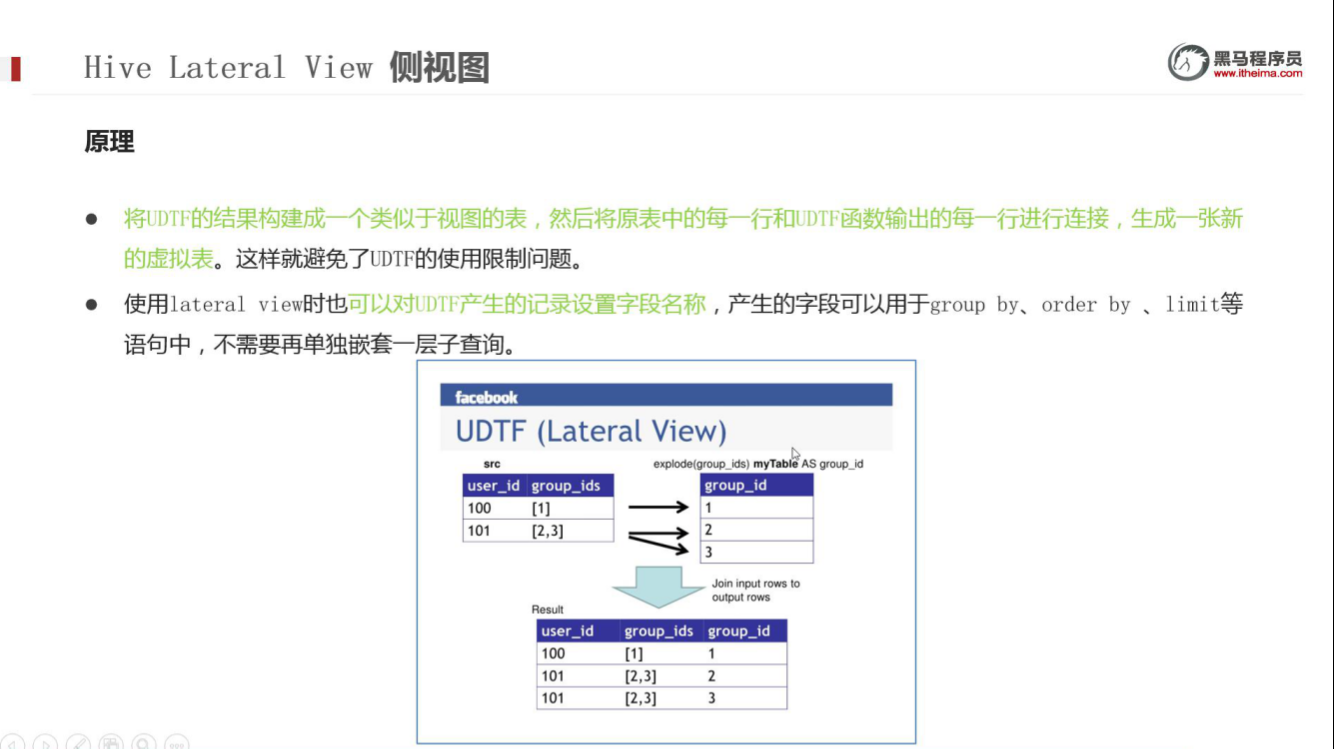 Hive Lateral View 侧视图
黑马程序员
www.itheima.com
原理
● 将UDTF的结果构建成一个类似于视图的表，然后将原表中的每一行和UDTF函数输出的每一行进行连接，生成一张新
的虚拟表。这样就避免了UDTF的使用限制问题。
● 使用lateral view时也可以对UDTF产生的记录设置字段名称，产生的字段可以用于group by、order by 、limit等
语句中，不需要再单独嵌套一层子查询。
facebook
UDTF (Lateral View)
src
explode(group_ids) myTable AS group_id
user_id group_ids
100 [1]
101 [2,3]
group_id
1
2
3
Join input rows to
output rows
Result
user_id group_ids group_id
100 [1] 1
101 [2,3] 2
101 [2,3] 3